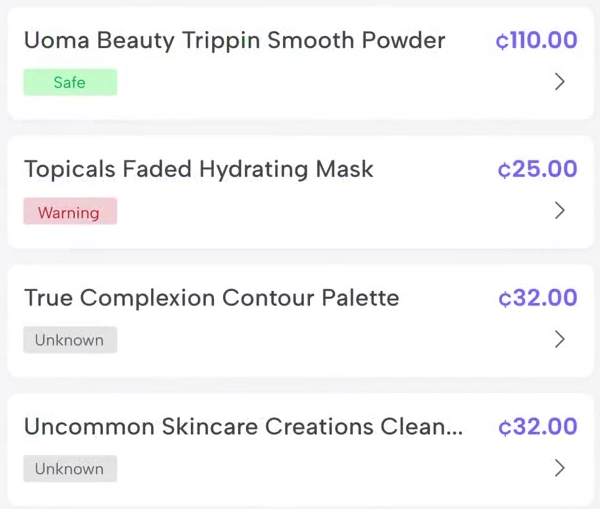 Uoma Beauty Trippin Smooth Powder ¢110.00
Safe
Topicals Faded Hydrating Mask ¢25.00
Warning
True Complexion Contour Palette ¢32.00
Unknown
Uncommon Skincare Creations Clean... ¢32.00
Unknown